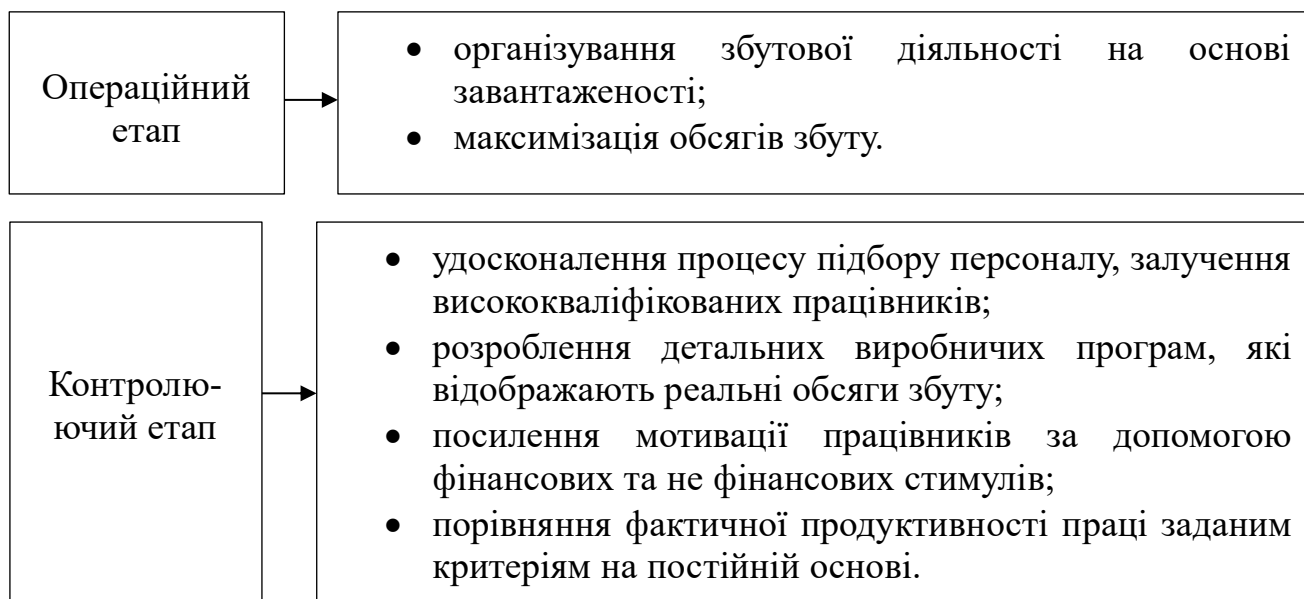 Операційний
етап
• організування збутової діяльності на основі
завантаженості;
• максимізація обсягів збуту.
Контролю-
ючий етап
• удосконалення процесу підбору персоналу, залучення
висококваліфікованих працівників;
• розроблення детальних виробничих програм, які
відображають реальні обсяги збуту;
• посилення мотивації працівників за допомогою
фінансових та не фінансових стимулів;
• порівняння фактичної продуктивності праці заданим
критеріям на постійній основі.